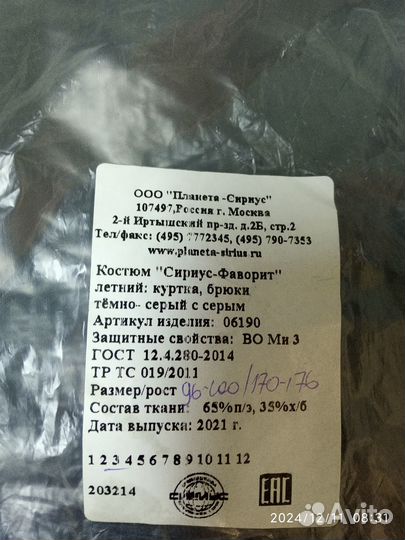 ООО "Планета -Сириус"
107497,Россия г. Москва
2-й Иртышский пр-зд. д.2Б, стр.2
Тел/факс: (495) 7772345, (495) 790-7353
www.planeta-sirius.ru
Костюм "Сириус-Фаворит"
летний: куртка, брюки
тёмно- серый с серым
Артикул изделия: 06190
Защитные свойства: ВО Ми З
ГОСТ 12.4.280-2014
ТР ТС 019/2011
Размер/рост 96-100/170-176
Состав ткани: 65%п/э, 35%х/б
Дата выпуска: 2021 г.
1 2 3 4 5 6 7 8 9 10 11 12
203214
СИРИУС
EAC
2024/12/11 08:31
Avito